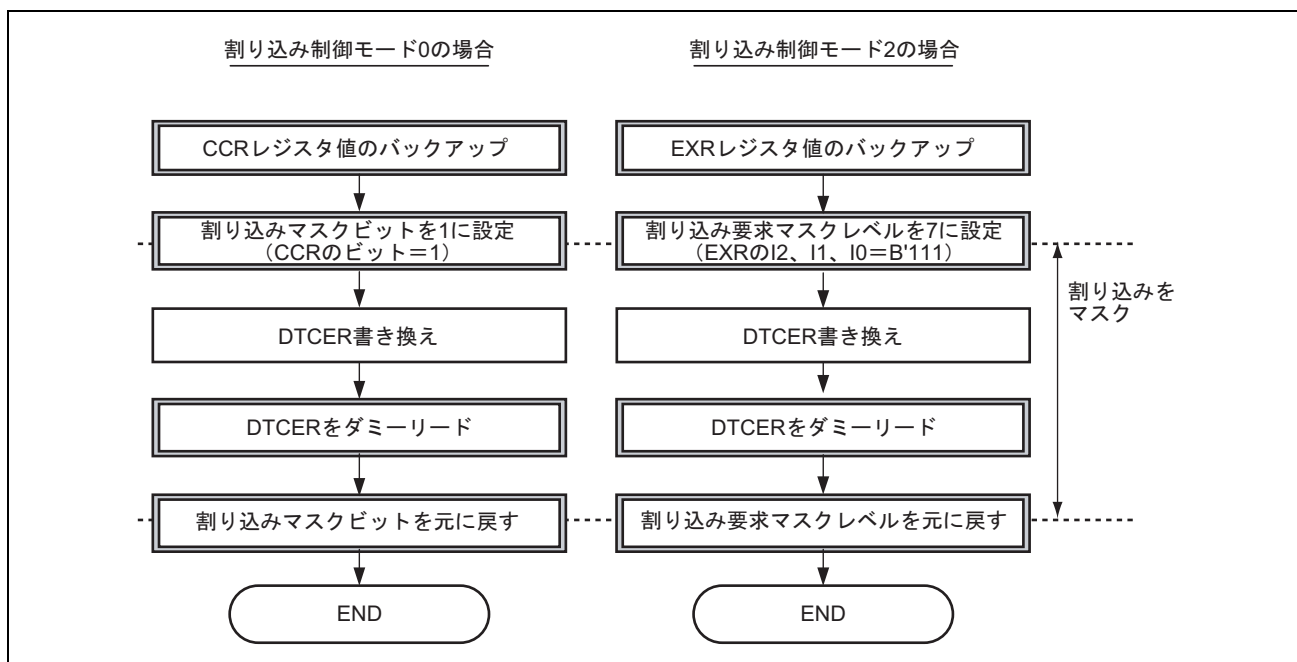 割り込み制御モード0の場合
CCRレジスタ値のバックアップ
割り込みマスクビットを1に設定
（CCRのビット＝1）
DTCER書き換え
DTCERをダミーリード
割り込みマスクビットを元に戻す
END
割り込み制御モード2の場合
EXRレジスタ値のバックアップ
割り込み要求マスクレベルを7に設定
（EXRのI2、I1、I0＝B'111）
DTCER書き換え
DTCERをダミーリード
割り込み要求マスクレベルを元に戻す
END
割り込みを
マスク